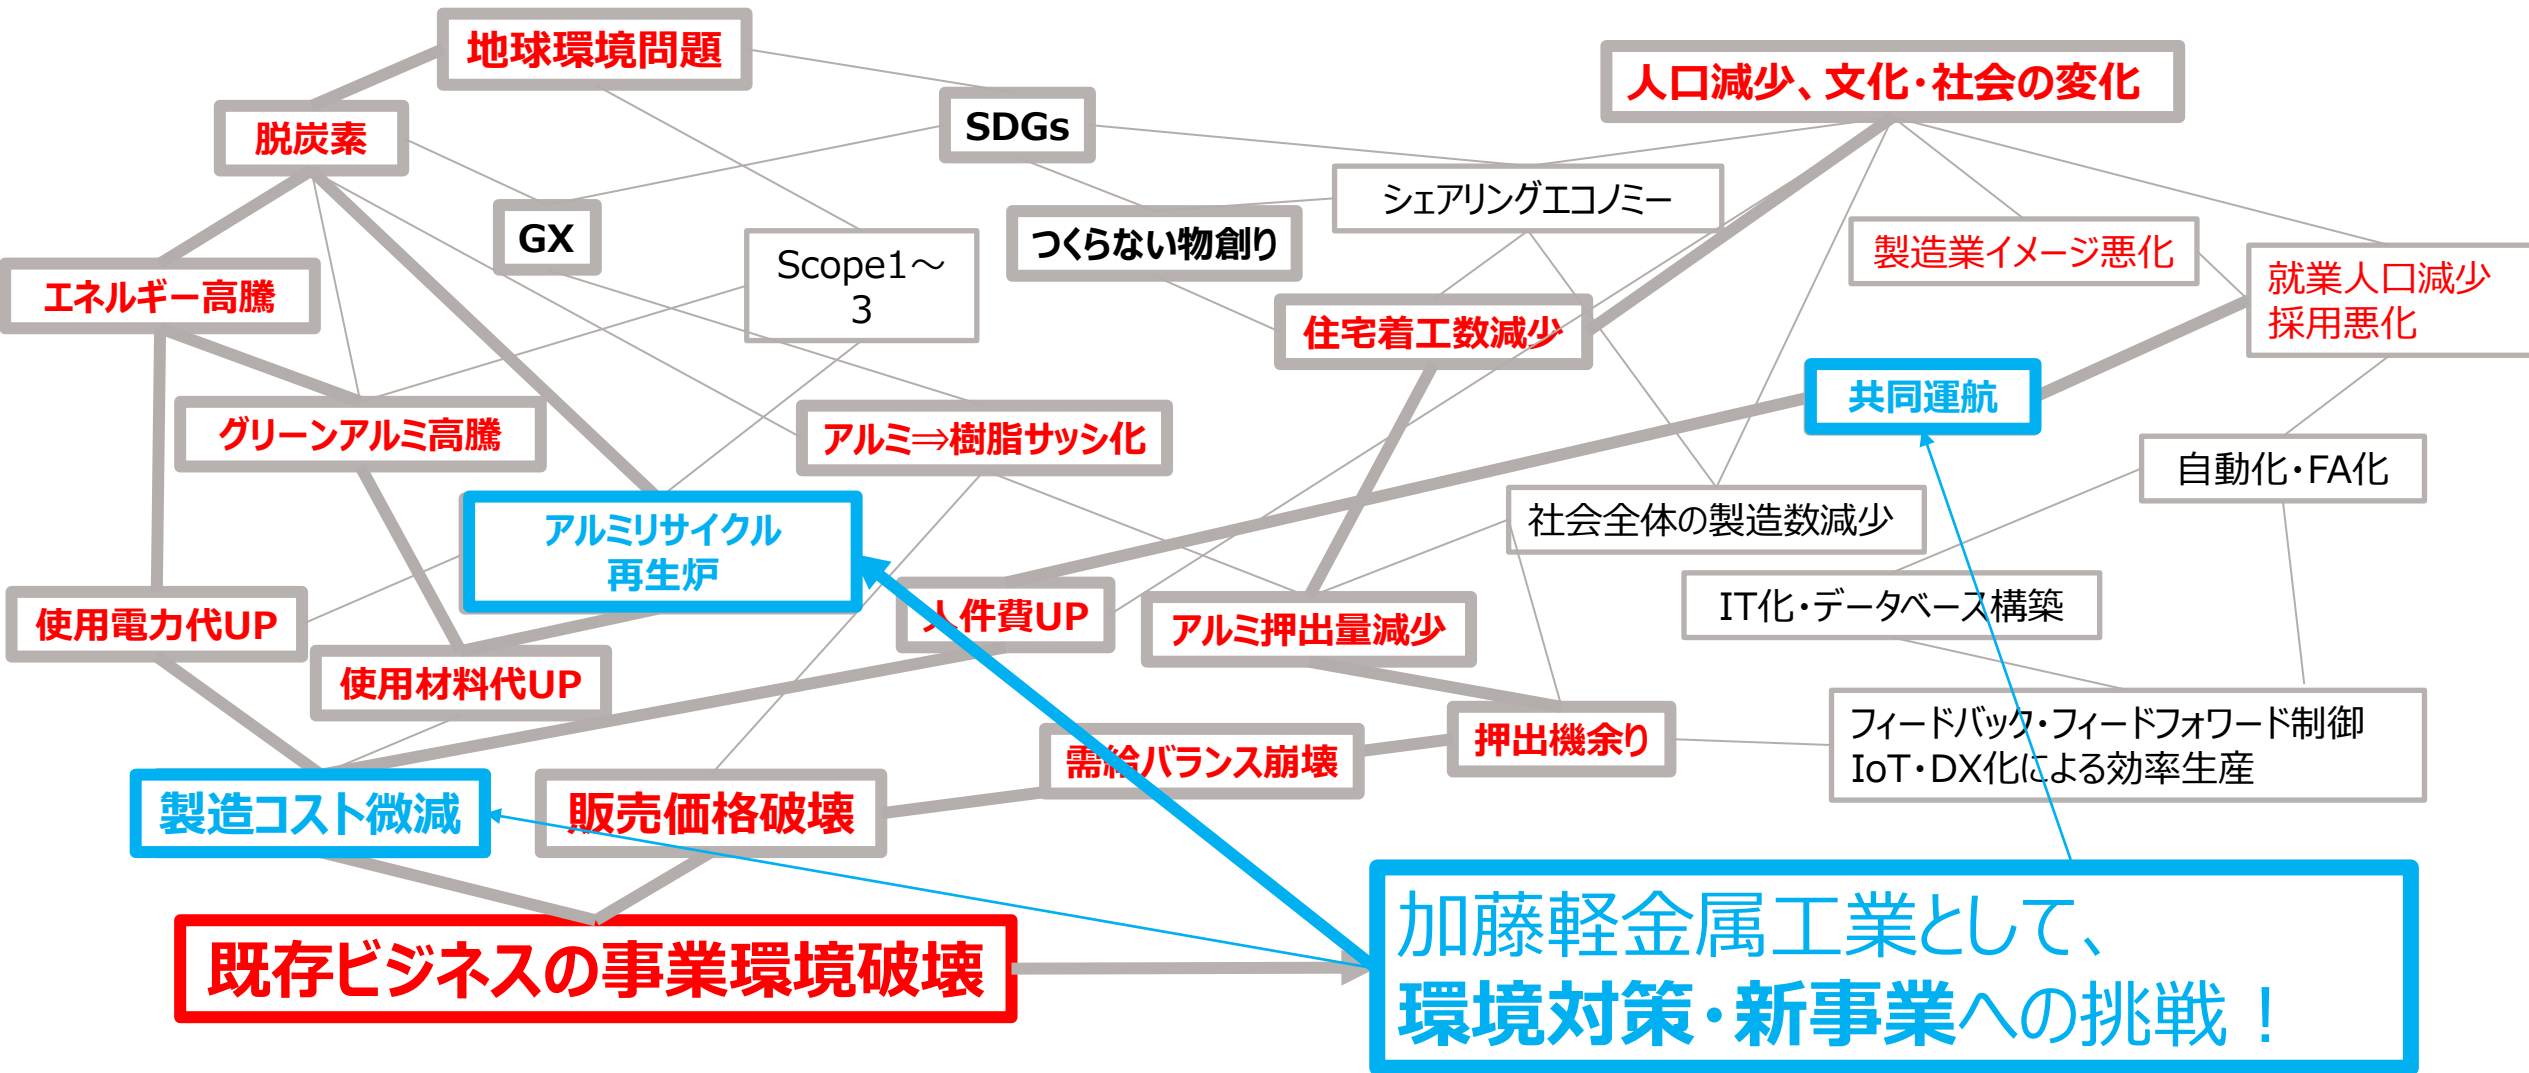 地球環境問題
人口減少、文化・社会の変化
SDGs
脱炭素
シェアリングエコノミー
GX
つくらない物創り
製造業イメージ悪化
Scope1～
3
就業人口減少
採用悪化
エネルギー高騰
住宅着工数減少
共同運航
グリーンアルミ高騰
アルミ⇒樹脂サッシ化
自動化・FA化
アルミリサイクル
再生炉
社会全体の製造数減少
IT化・データベース構築
使用電力代UP
人件費UP
アルミ押出量減少
使用材料代UP
フィードバック・フィードフォワード制御
IoT・DX化による効率生産
押出機余り
需給バランス崩壊
製造コスト微減
販売価格破壊
既存ビジネスの事業環境破壊
加藤軽金属工業として、
環境対策・新事業への挑戦！